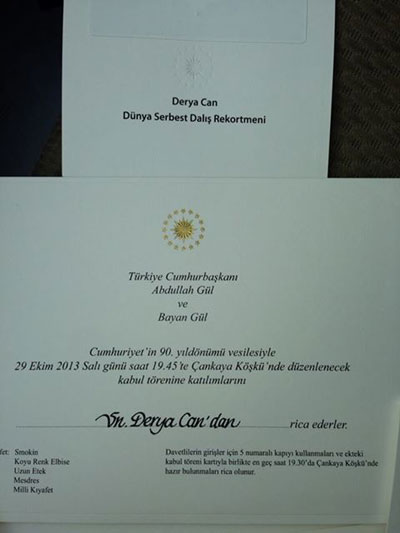 Derya Can
Dünya Serbest Dalış Rekortmeni
Türkiye Cumhurbaşkanı
Abdullah Gül
ve
Bayan Gül
Cumhuriyet'in 90. yıldönümü vesilesiyle
29 Ekim 2013 Salı günü saat 19.45'te Çankaya Köşkü'nde düzenlenecek
kabul törenine katılımlarını
Sn. Derya Can'dan rica ederler.
fet: Smokin
Koyu Renk Elbise
Uzun Etek
Mesdres
Milli Kıyafet
Davetlilerin girişler için 5 numaralı kapıyı kullanmaları ve ekteki
kabul töreni kartıyla birlikte en geç saat 19.30'da Çankaya Köşkü'nde
hazır bulunmaları rica olunur.